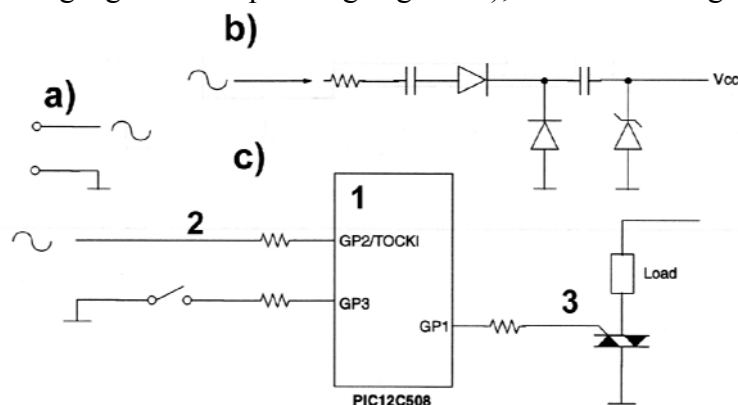 b)
Vcc
a)
c)
1
2
GP2/TOCKI
Load
GP3
3
GP1
PIC12C508